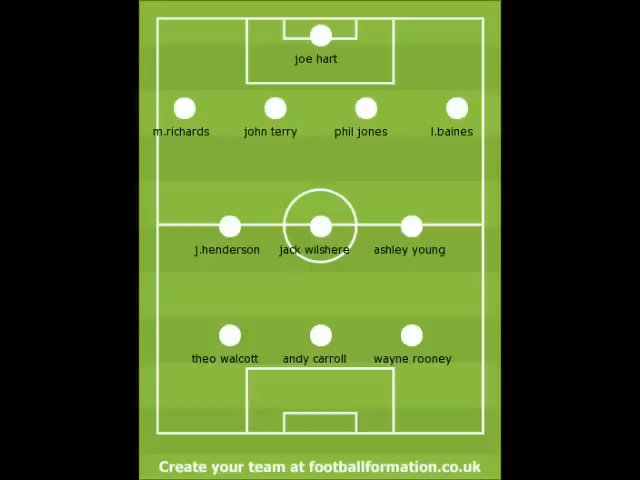 joe hart
m.richards john terry phil jones l.baines
j.henderson jack wilshere ashley young
theo walcott andy carroll wayne rooney
Create your team at footballformation.co.uk